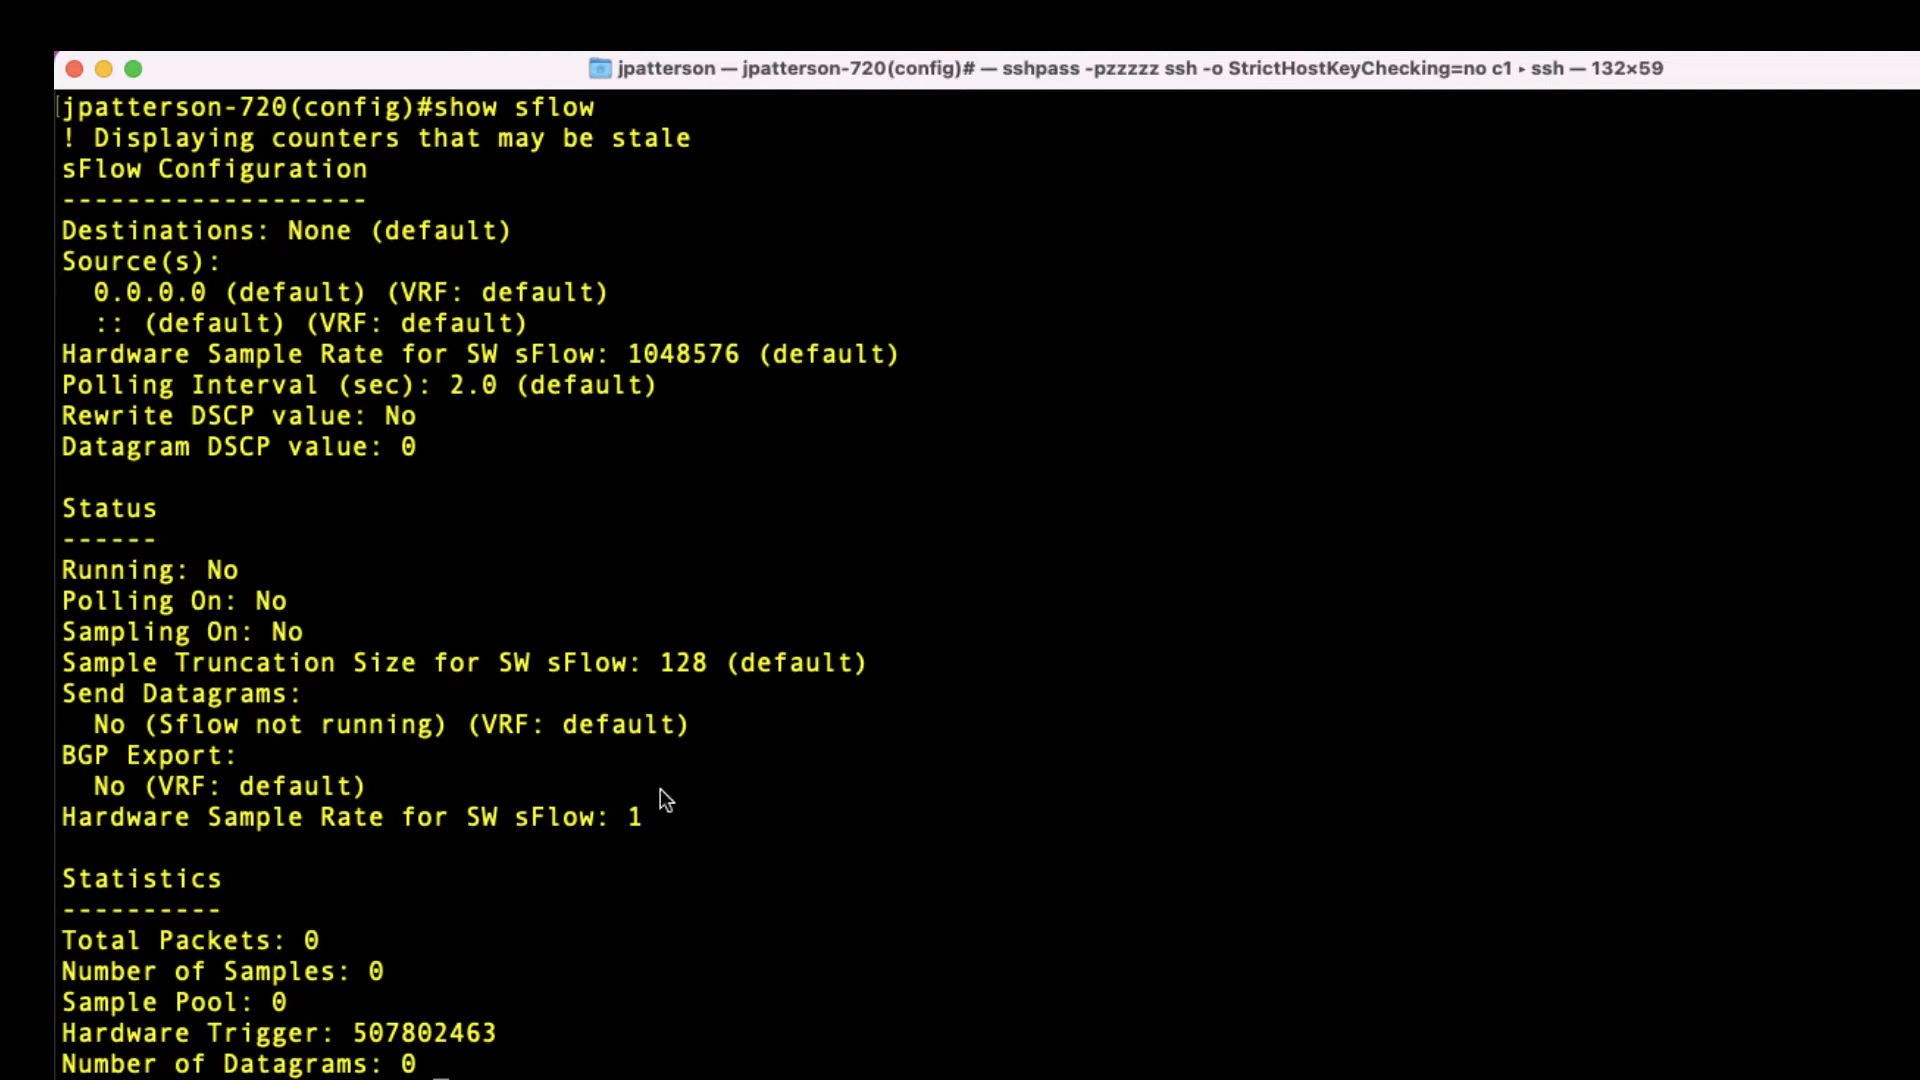 jpatterson — jpatterson-720(config)# — sshpass -pzzzzz ssh -o StrictHostKeyChecking=no c1 ▸ ssh — 132×59
[jpatterson-720(config)#show sflow
! Displaying counters that may be stale
sFlow Configuration
-------------------
Destinations: None (default)
Source(s):
  0.0.0.0 (default) (VRF: default)
  :: (default) (VRF: default)
Hardware Sample Rate for SW sFlow: 1048576 (default)
Polling Interval (sec): 2.0 (default)
Rewrite DSCP value: No
Datagram DSCP value: 0
Status
------
Running: No
Polling On: No
Sampling On: No
Sample Truncation Size for SW sFlow: 128 (default)
Send Datagrams:
  No (Sflow not running) (VRF: default)
BGP Export:
  No (VRF: default)
Hardware Sample Rate for SW sFlow: 1
Statistics
----------
Total Packets: 0
Number of Samples: 0
Sample Pool: 0
Hardware Trigger: 507802463
Number of Datagrams: 0